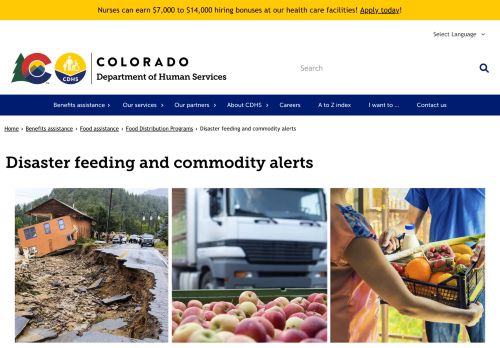 Nurses can earn $7,000 to $14,000 hiring bonuses at our health care facilities! Apply today!
Select Language
C
CDHS
COLORADO
Department of Human Services
Search
Benefits assistance Our services Our partners About CDHS Careers A to Z index I want to ... Contact us
Home › Benefits assistance › Food assistance › Food Distribution Programs › Disaster feeding and commodity alerts
Disaster feeding and commodity alerts